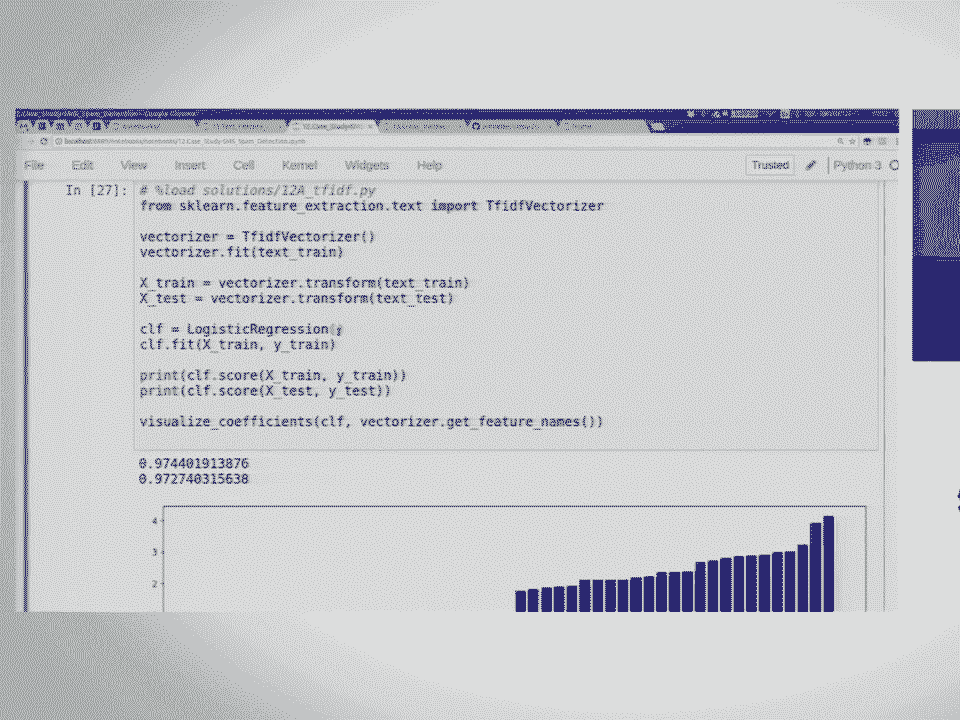 File Edit View Insert Cell Kernel Widgets Help Trusted Python 3
In [27]: # %load solutions/12A_tfidf.py
from sklearn.feature_extraction.text import TfidfVectorizer
vectorizer = TfidfVectorizer()
vectorizer.fit(text_train)
X_train = vectorizer.transform(text_train)
X_test = vectorizer.transform(text_test)
clf = LogisticRegression()
clf.fit(X_train, y_train)
print(clf.score(X_train, y_train))
print(clf.score(X_test, y_test))
visualize_coefficients(clf, vectorizer.get_feature_names())
0.974401913876
0.972740315638
4
3
2